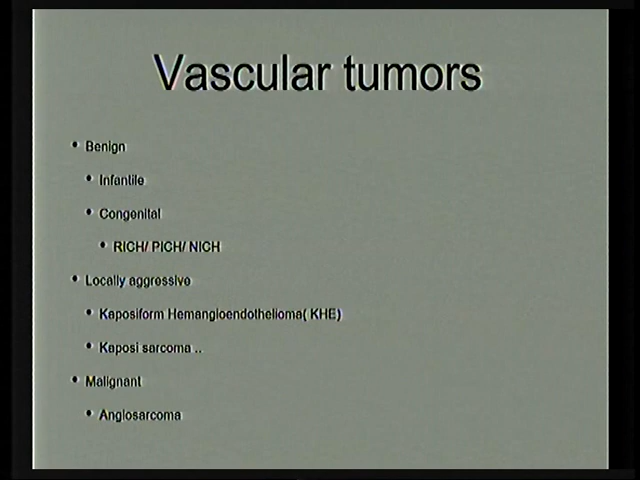 Vascular tumors
• Benign
• Infantile
• Congenital
• RICH/ PICH/ NICH
• Locally aggressive
• Kaposiform Hemangioendothelioma( KHE)
• Kaposi sarcoma ..
• Malignant
• Angiosarcoma